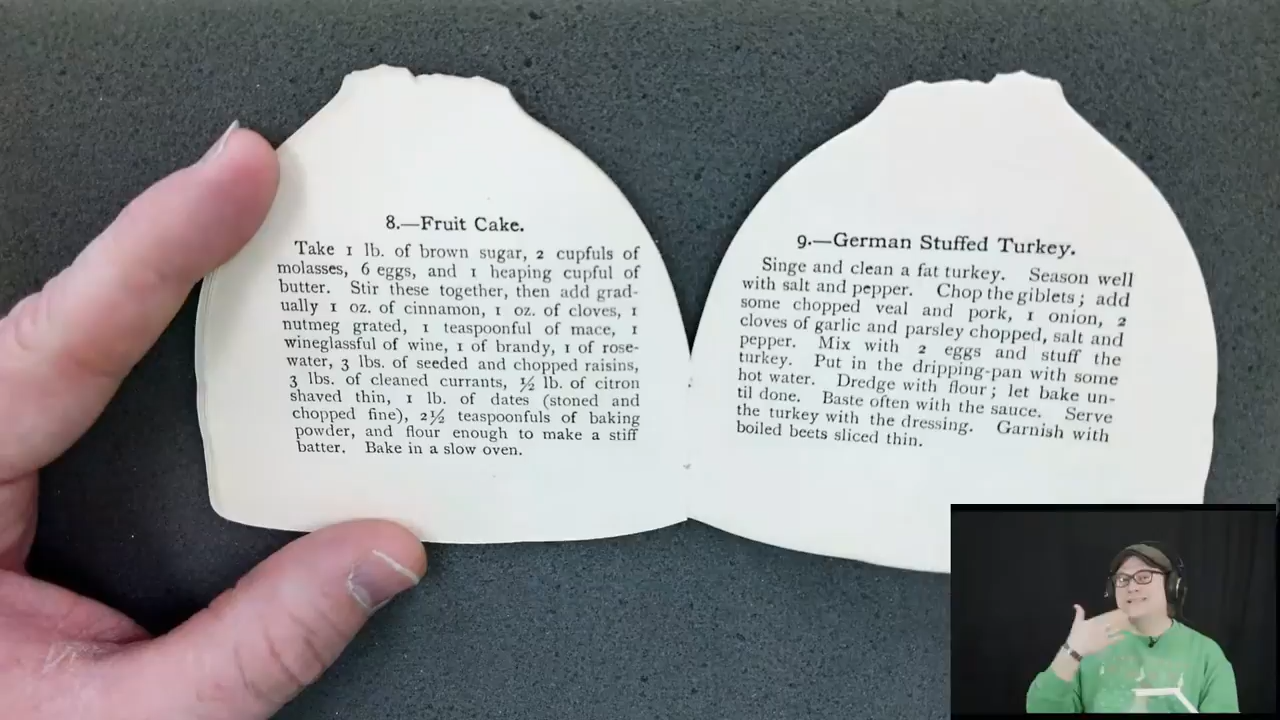 8.—Fruit Cake.
Take 1 lb. of brown sugar, 2 cupfuls of
molasses, 6 eggs, and 1 heaping cupful of
butter. Stir these together, then add grad-
ually 1 oz. of cinnamon, 1 oz. of cloves, 1
nutmeg grated, 1 teaspoonful of mace, 1
wineglassful of wine, 1 of brandy, 1 of rose-
water, 3 lbs. of seeded and chopped raisins,
3 lbs. of cleaned currants, ½ lb. of citron
shaved thin, 1 lb. of dates (stoned and
chopped fine), 2½ teaspoonfuls of baking
powder, and flour enough to make a stiff
batter. Bake in a slow oven.
9.—German Stuffed Turkey.
Singe and clean a fat turkey. Season well
with salt and pepper. Chop the giblets; add
some chopped veal and pork, 1 onion, 2
cloves of garlic and parsley chopped, salt and
pepper. Mix with 2 eggs and stuff the
turkey. Put in the dripping-pan with some
hot water. Dredge with flour; let bake un-
til done. Baste often with the sauce. Serve
the turkey with the dressing. Garnish with
boiled beets sliced thin.